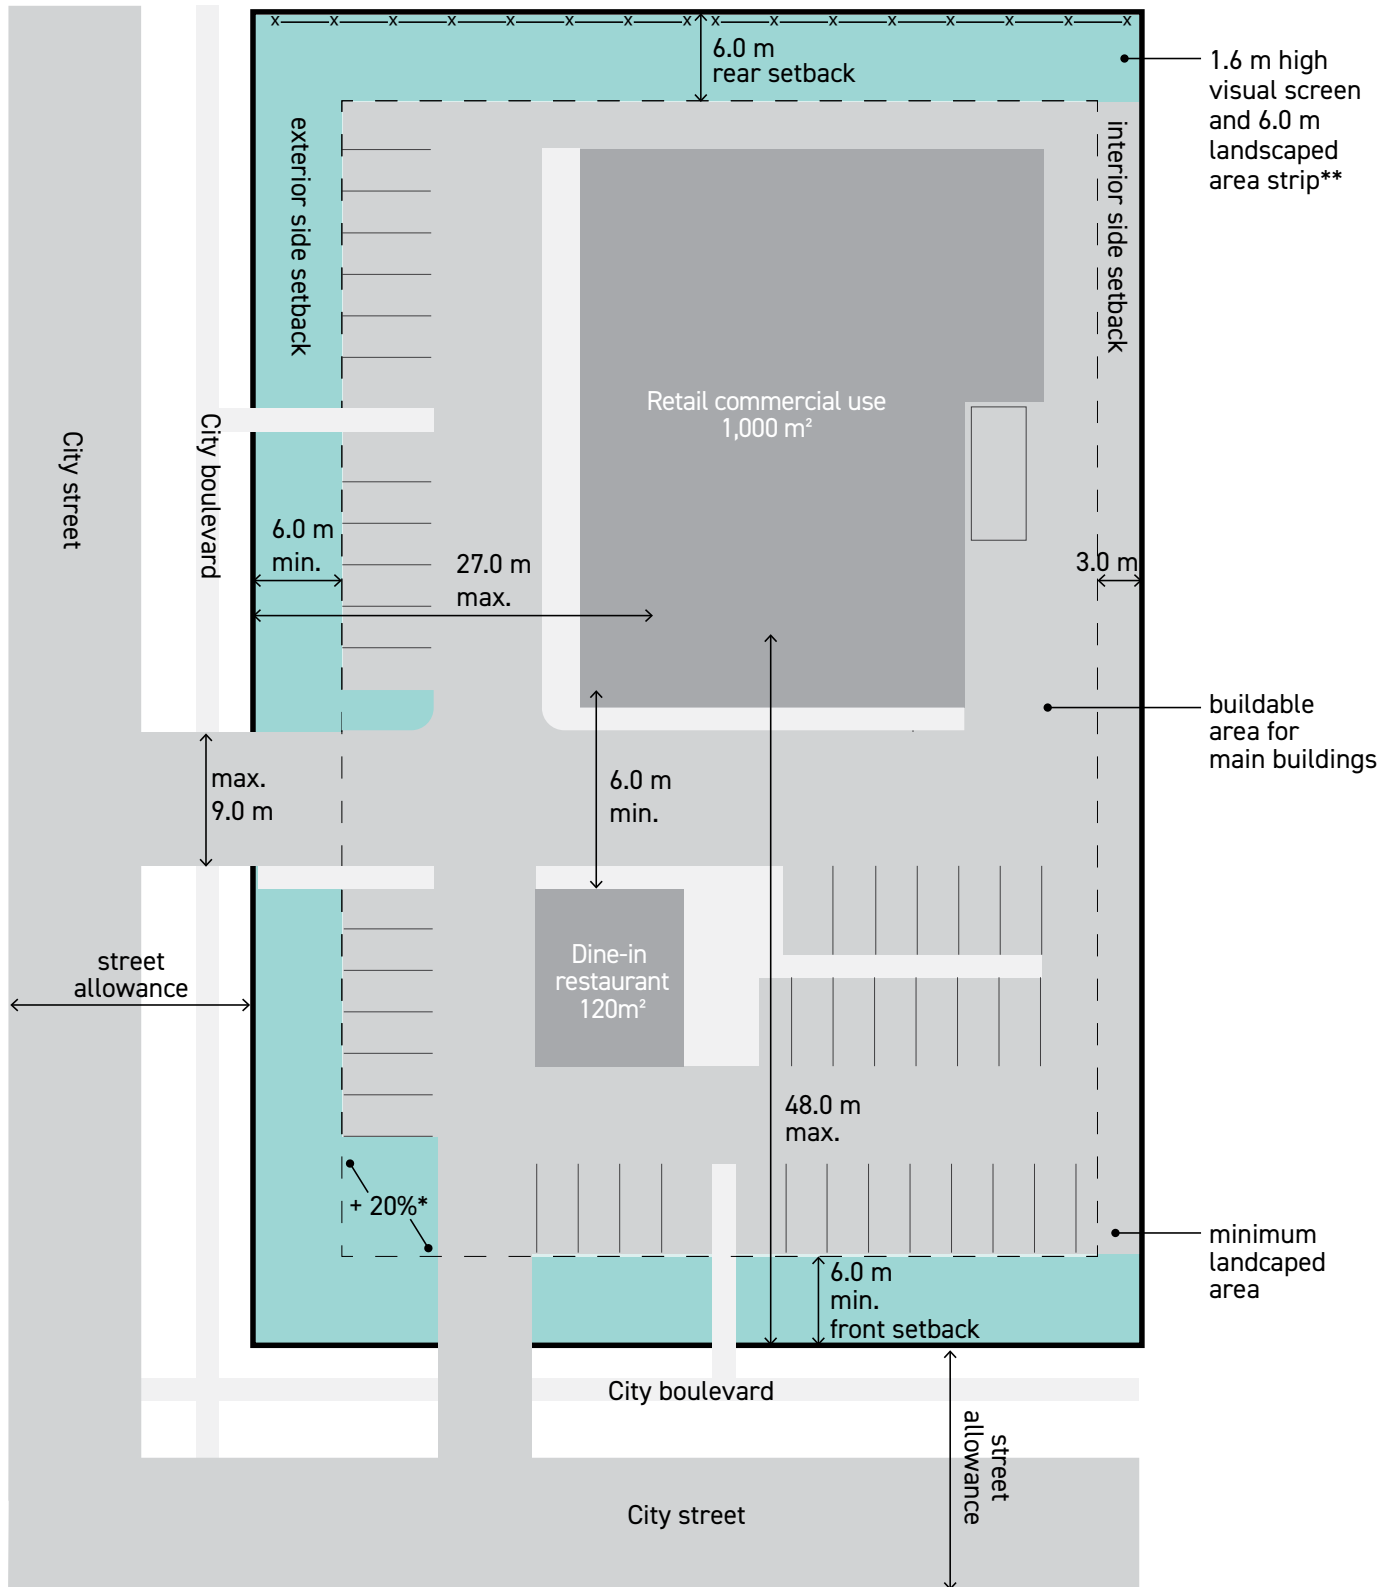 6.0 m
rear setback
1.6 m high
visual screen
and 6.0 m
landscaped
area strip**
exterior side setback
interior side setback
Retail commercial use
1,000 m²
City street
City boulevard
6.0 m
min.
27.0 m
max.
3.0 m
buildable
area for
main buildings
max.
9.0 m
6.0 m
min.
street
allowance
Dine-in
restaurant
120m²
48.0 m
max.
+ 20%*
minimum
landcaped
area
6.0 m
min.
front setback
City boulevard
street
allowance
City street